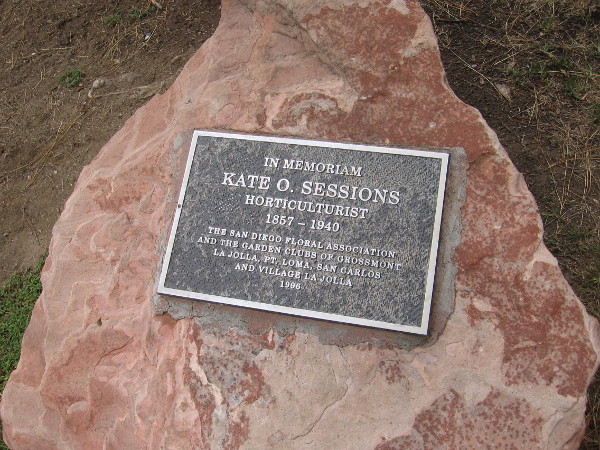 IN MEMORIAM
KATE O. SESSIONS
HORTICULTURIST
1857 – 1940
THE SAN DIEGO FLORAL ASSOCIATION
AND THE GARDEN CLUBS OF GROSSMONT
LA JOLLA, PT. LOMA, SAN CARLOS
AND VILLAGE LA JOLLA
1996